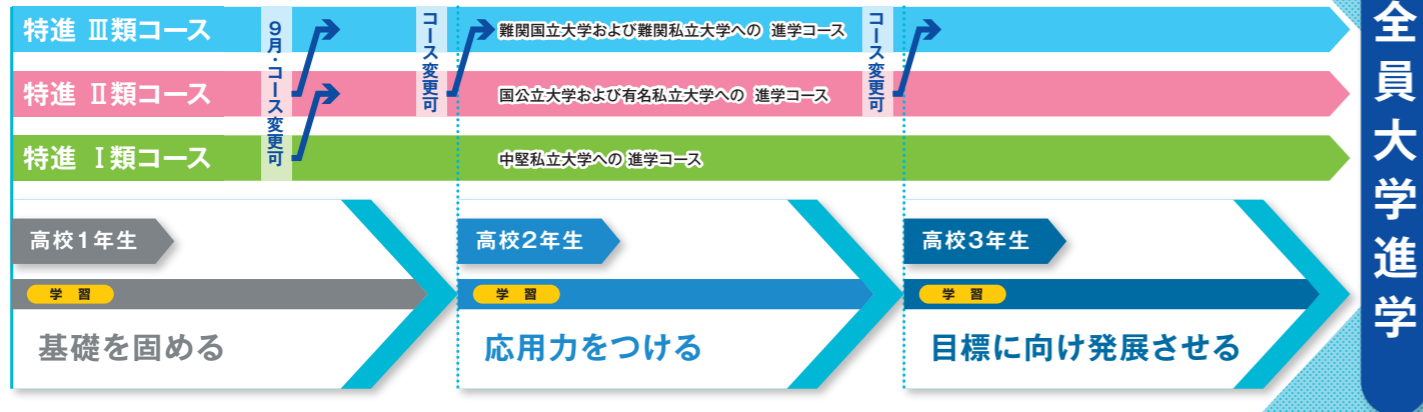 特進 Ⅲ類コース
9月・コース変更可
コース変更可
難関国立大学および難関私立大学への 進学コース
コース変更可
特進 Ⅱ類コース
国公立大学および有名私立大学への 進学コース
特進 Ⅰ類コース
中堅私立大学への 進学コース
高校1年生
学 習
基礎を固める
高校2年生
学 習
応用力をつける
高校3年生
学 習
目標に向け発展させる
全員大学進学